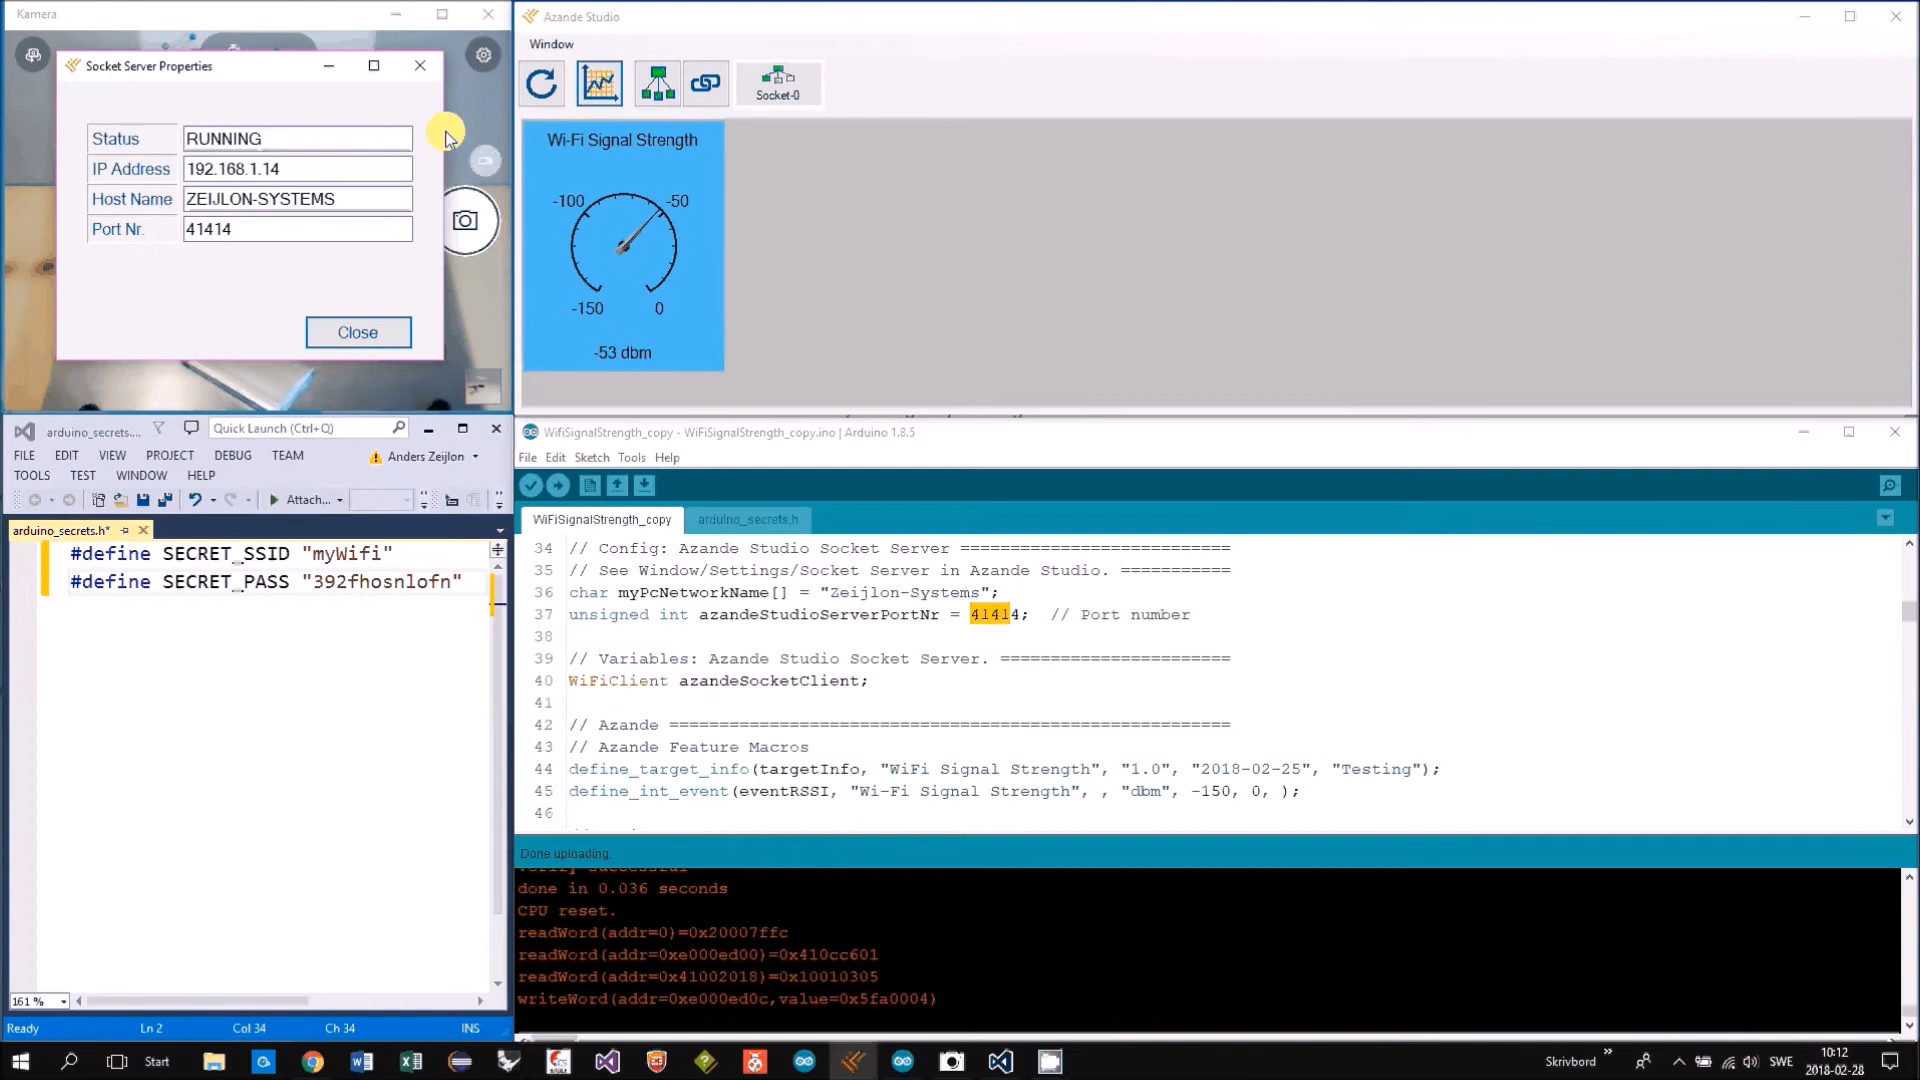 Kamera
Socket Server Properties
Status RUNNING
IP Address 192.168.1.14
Host Name ZEIJLON-SYSTEMS
Port Nr. 41414
Close
Azande Studio
Window
Socket-0
Wi-Fi Signal Strength
-100 -50
-150 0
-53 dbm
arduino_secrets.... Quick Launch (Ctrl+Q)
FILE EDIT VIEW PROJECT DEBUG TEAM Anders Zeijlon
TOOLS TEST WINDOW HELP
Attach...
arduino_secrets.h*
#define SECRET_SSID "myWifi"
#define SECRET_PASS "392fhosnlofn"
161 %
Ready Ln 2 Col 34 Ch 34 INS
WifiSignalStrength_copy - WiFiSignalStrength_copy.ino | Arduino 1.8.5
File Edit Sketch Tools Help
WiFiSignalStrength_copy arduino_secrets.h
34 // Config: Azande Studio Socket Server ===========================
35 // See Window/Settings/Socket Server in Azande Studio. ===========
36 char myPcNetworkName[] = "Zeijlon-Systems";
37 unsigned int azandeStudioServerPortNr = 41414; // Port number
38
39 // Variables: Azande Studio Socket Server. =======================
40 WiFiClient azandeSocketClient;
41
42 // Azande ========================================================
43 // Azande Feature Macros
44 define_target_info(targetInfo, "WiFi Signal Strength", "1.0", "2018-02-25", "Testing");
45 define_int_event(eventRSSI, "Wi-Fi Signal Strength", , "dbm", -150, 0, );
46
Done uploading.
Verify successful
done in 0.036 seconds
CPU reset.
readWord(addr=0)=0x20007ffc
readWord(addr=0xe000ed00)=0x410cc601
readWord(addr=0x41002018)=0x10010305
writeWord(addr=0xe000ed0c,value=0x5fa0004)
Start Skrivbord SWE 10:12
2018-02-28